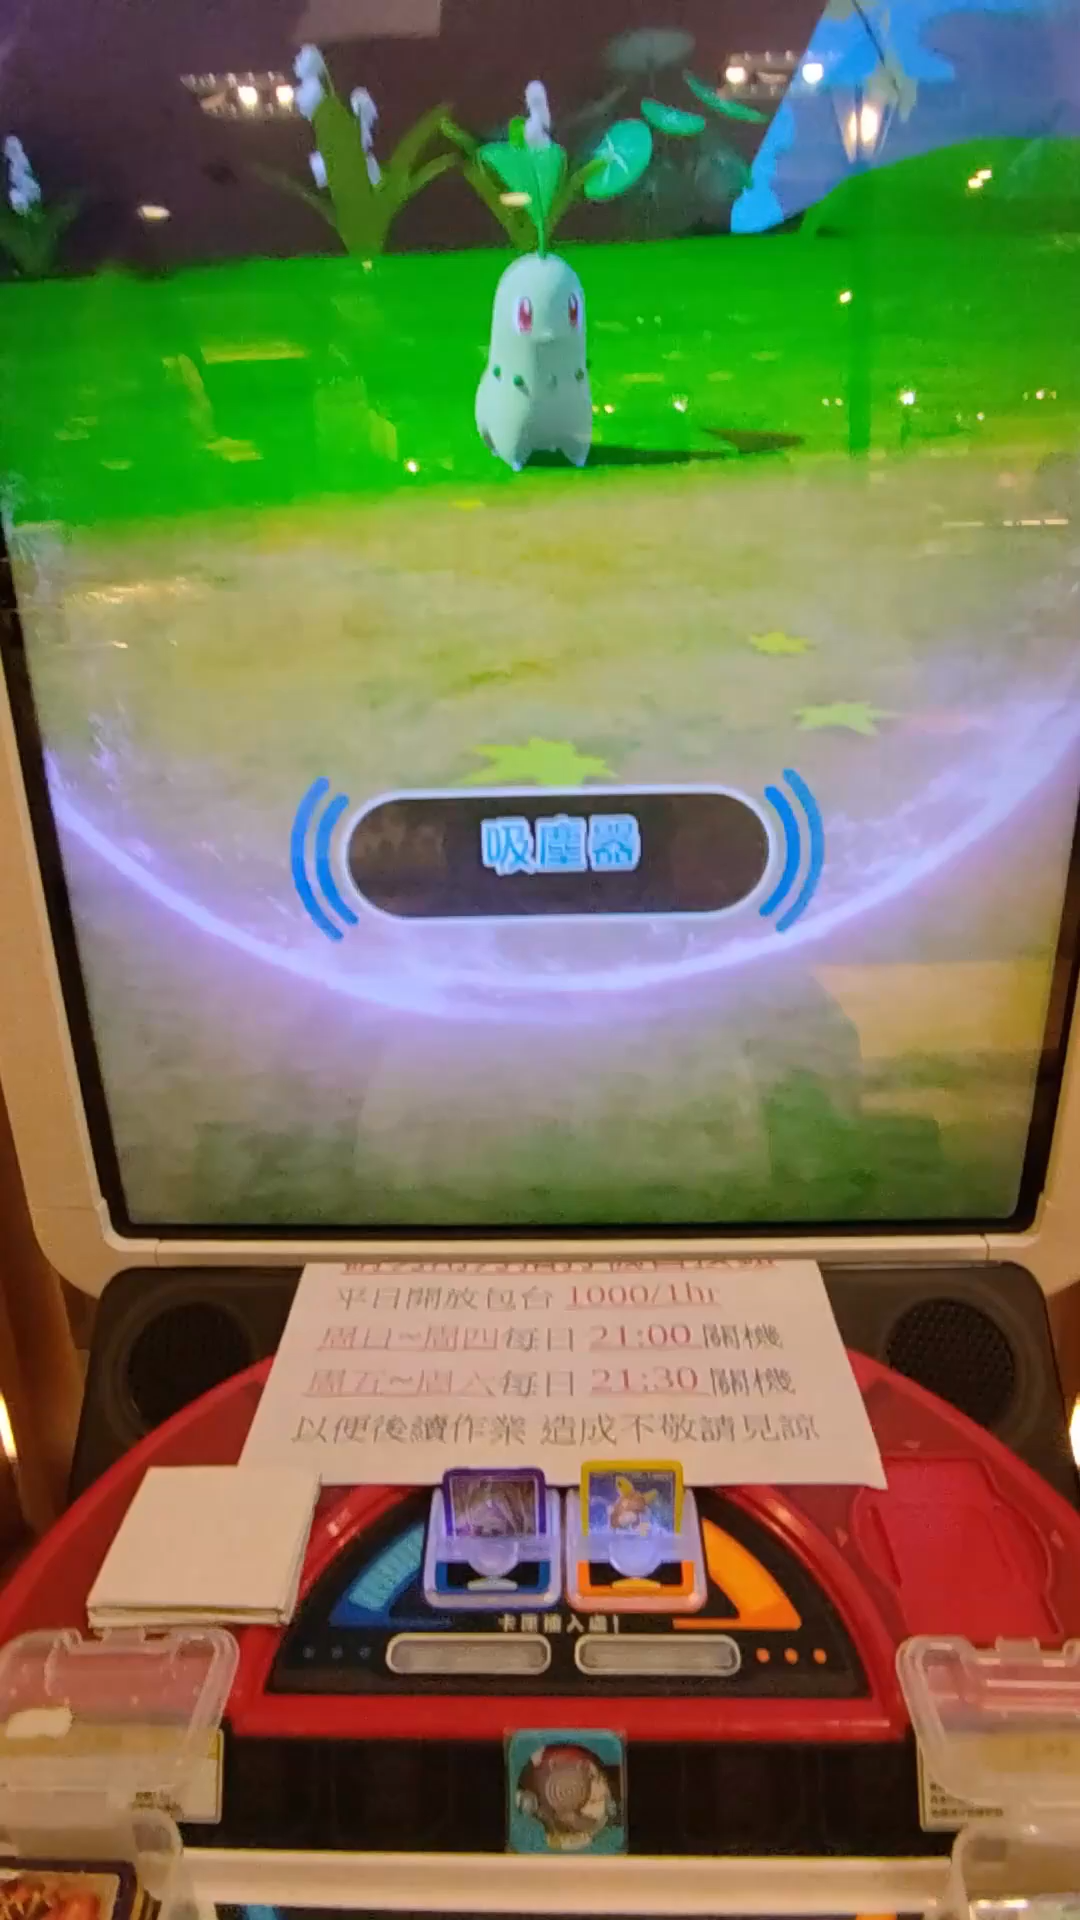 吸塵器
平日開放包台 1000/1hr
周日~周四每日 21:00 關機
周五~周六每日 21:30 關機
以便後續作業 造成不敬請見諒
卡匣插入處!